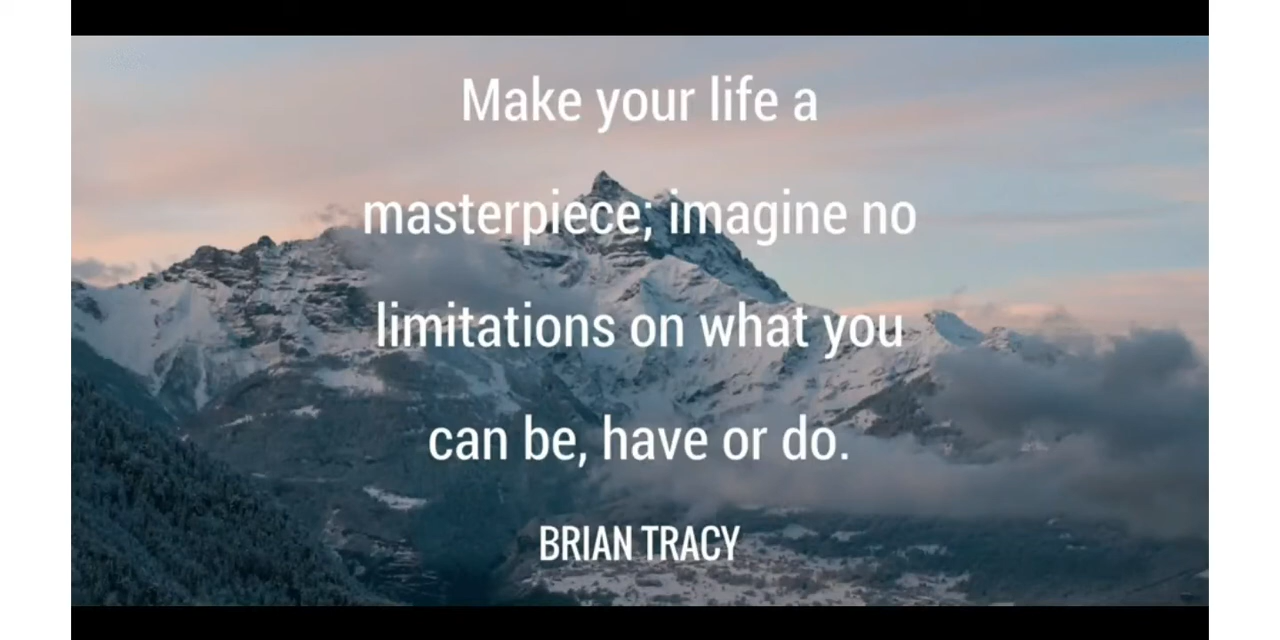 Make your life a
masterpiece; imagine no
limitations on what you
can be, have or do.
BRIAN TRACY